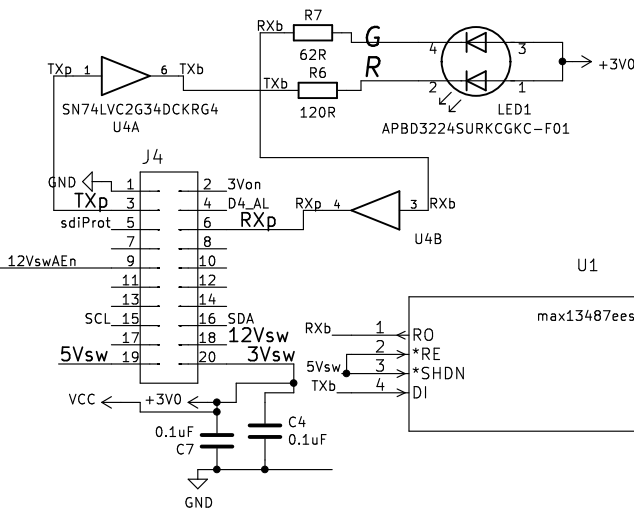 R7
RXb
G
62R
4
3
R
R6
+3V0
TXp
1
6
TXb
TXb
2
1
120R
LED1
SN74LVC2G34DCKRG4
U4A
APBD3224SURKCGKC-F01
J4
GND
1
2
3Von
TXp
3
4
D4_AL
RXp
4
3
RXb
sdiProt
5
6
RXp
U4B
7
8
12VswAEn
9
10
U1
11
12
13
14
SCL
15
16
SDA
max13487ees
RXb
1
RO
17
18
12Vsw
2
*RE
5Vsw
19
20
3Vsw
5Vsw
3
*SHDN
TXb
4
DI
VCC
+3V0
C4
0.1uF
0.1uF
C7
GND